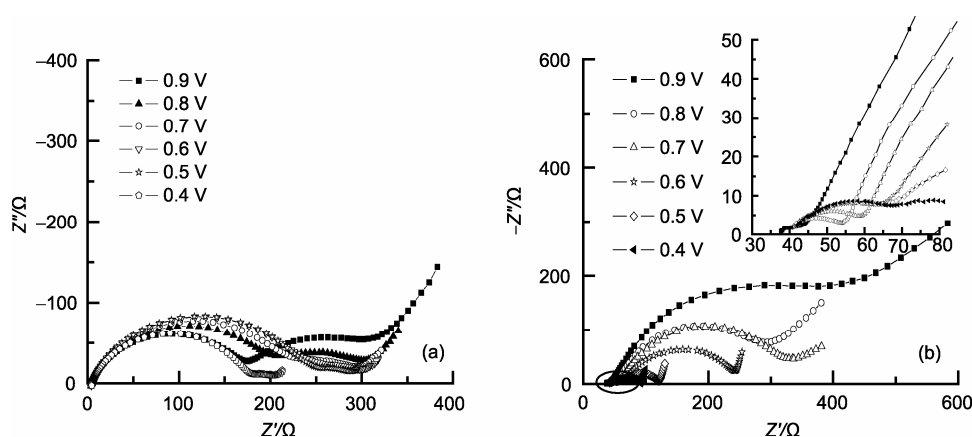 −400
−300
−200
−100
0
Z″/Ω
0.9 V
0.8 V
0.7 V
0.6 V
0.5 V
0.4 V
(a)
0 100 200 300 400
Z′/Ω
600
400
200
0
−Z″/Ω
0.9 V
0.8 V
0.7 V
0.6 V
0.5 V
0.4 V
50
40
30
20
10
0
30 40 50 60 70 80
(b)
0 200 400 600
Z′/Ω